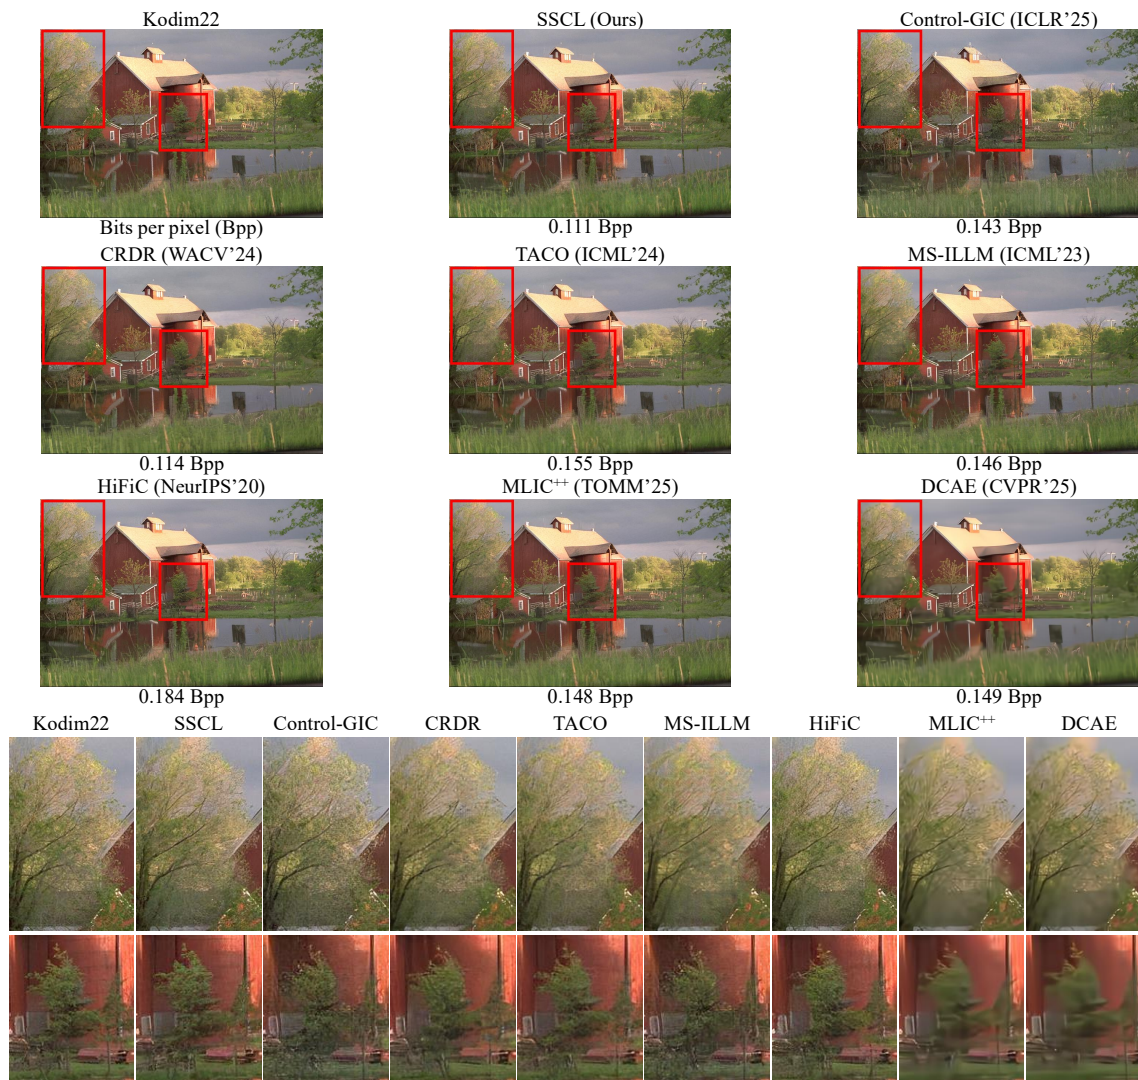 Kodim22 SSCL (Ours) Control-GIC (ICLR’25)
Bits per pixel (Bpp) 0.111 Bpp 0.143 Bpp
CRDR (WACV’24) TACO (ICML’24) MS-ILLM (ICML’23)
0.114 Bpp 0.155 Bpp 0.146 Bpp
HiFiC (NeurIPS’20) MLIC⁺⁺ (TOMM’25) DCAE (CVPR’25)
0.184 Bpp 0.148 Bpp 0.149 Bpp
Kodim22 SSCL Control-GIC CRDR TACO MS-ILLM HiFiC MLIC⁺⁺ DCAE